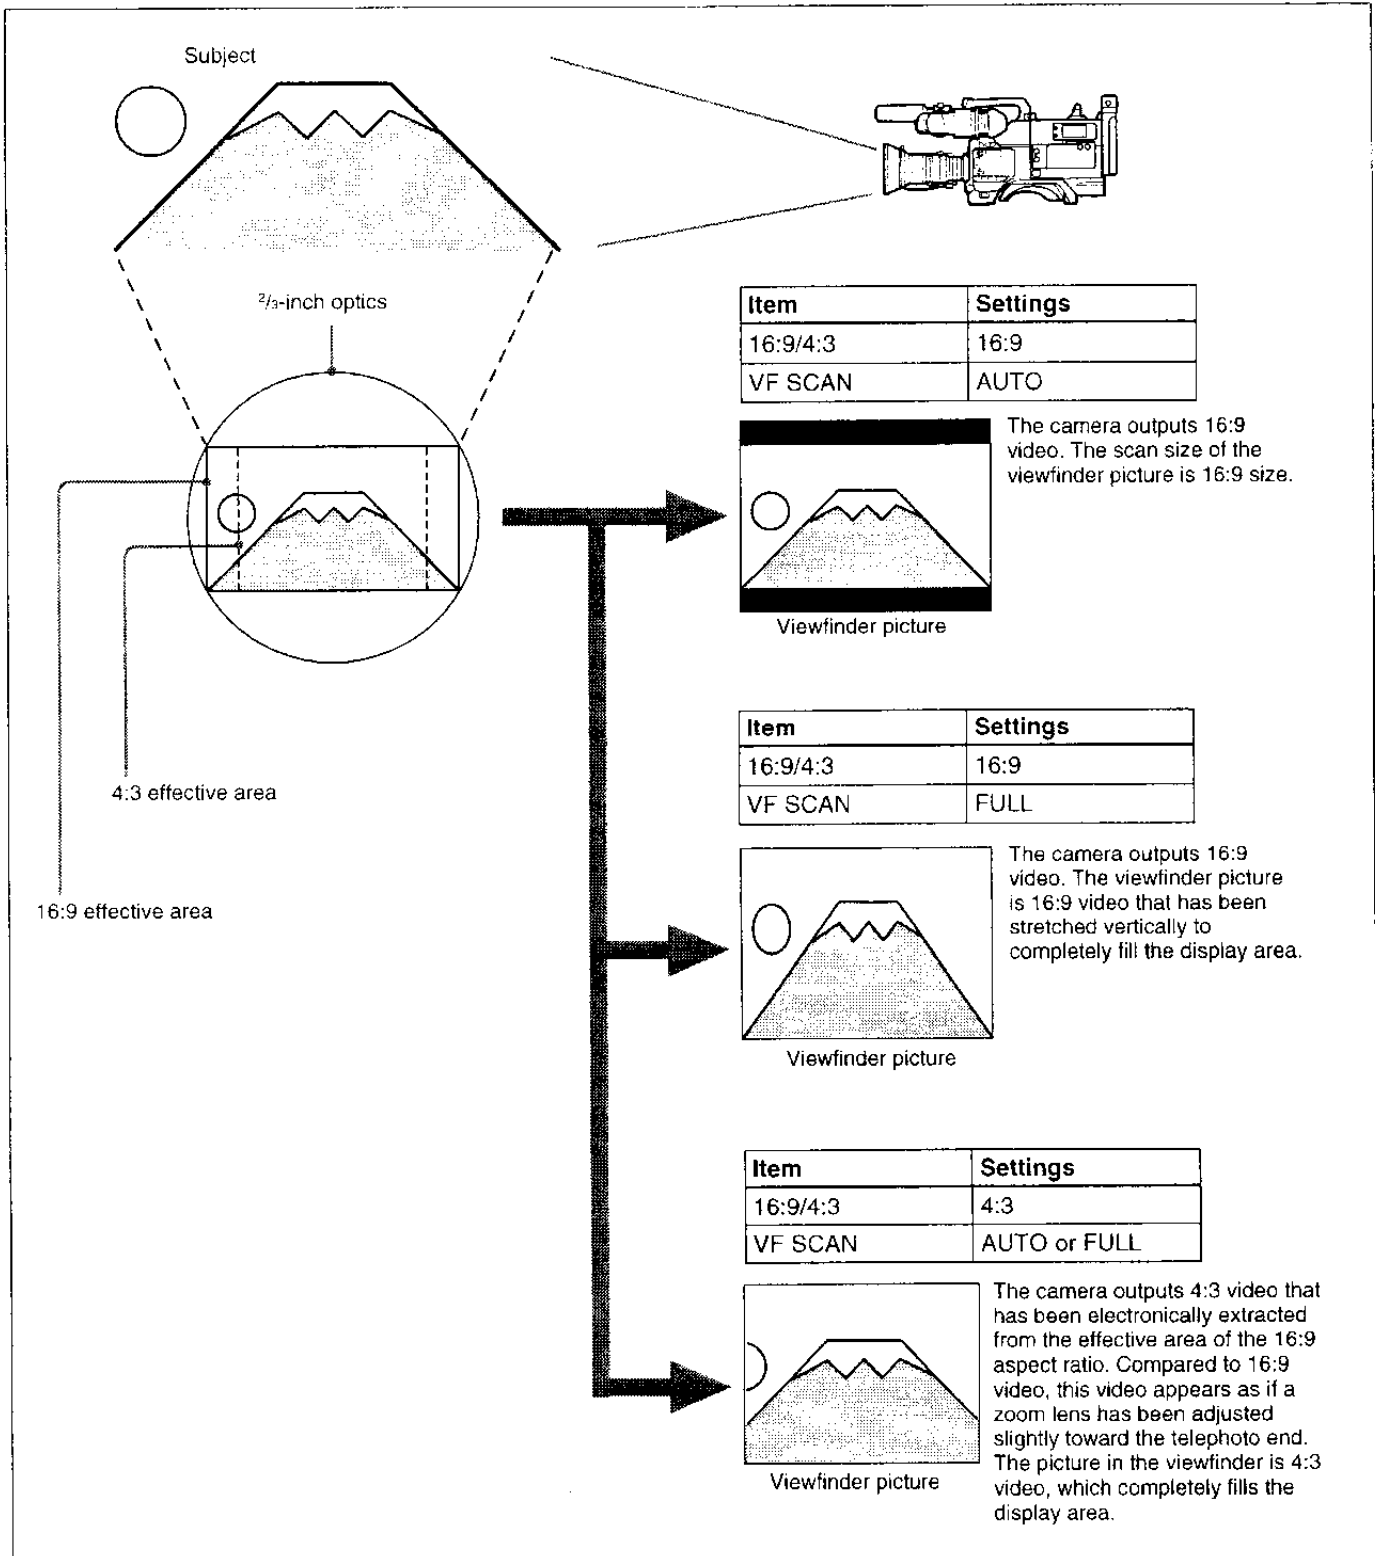 Subject
2/3-inch optics
4:3 effective area
16:9 effective area
Item Settings
16:9/4:3 16:9
VF SCAN AUTO
The camera outputs 16:9
video. The scan size of the
viewfinder picture is 16:9 size.
Viewfinder picture
Item Settings
16:9/4:3 16:9
VF SCAN FULL
The camera outputs 16:9
video. The viewfinder picture
is 16:9 video that has been
stretched vertically to
completely fill the display area.
Viewfinder picture
Item Settings
16:9/4:3 4:3
VF SCAN AUTO or FULL
The camera outputs 4:3 video that
has been electronically extracted
from the effective area of the 16:9
aspect ratio. Compared to 16:9
video, this video appears as if a
zoom lens has been adjusted
slightly toward the telephoto end.
The picture in the viewfinder is 4:3
video, which completely fills the
display area.
Viewfinder picture